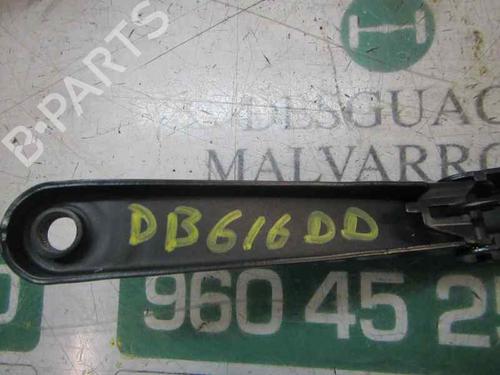 B-PARTS
DESGUAC
MALVARRO
DB616DD
960 45 25